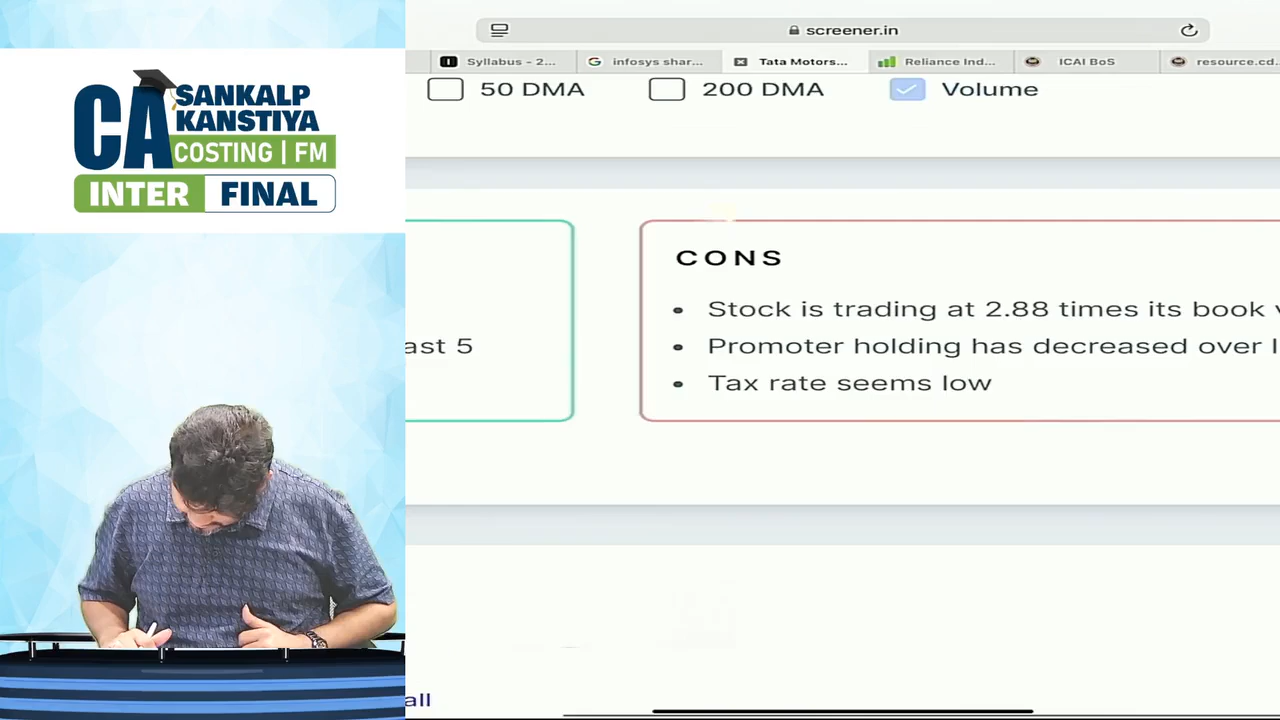 CA SANKALP
KANSTIYA
COSTING | FM
INTER FINAL
screener.in
Syllabus - 2...
infosys shar...
Tata Motors...
Reliance Ind...
ICAI BoS
resource.cd...
50 DMA
200 DMA
Volume
ast 5
CONS
• Stock is trading at 2.88 times its book
• Promoter holding has decreased over
• Tax rate seems low
all